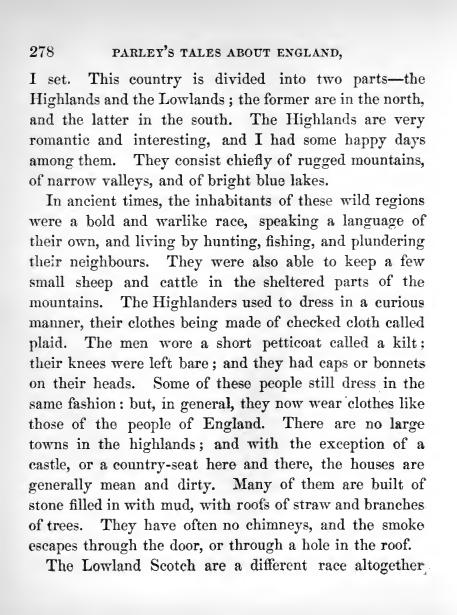 278 PARLEY'S TALES ABOUT ENGLAND,
I set. This country is divided into two parts—the
Highlands and the Lowlands ; the former are in the north,
and the latter in the south. The Highlands are very
romantic and interesting, and I had some happy days
among them. They consist chiefly of rugged mountains,
of narrow valleys, and of bright blue lakes.
In ancient times, the inhabitants of these wild regions
were a bold and warlike race, speaking a language of
their own, and living by hunting, fishing, and plundering
their neighbours. They were also able to keep a few
small sheep and cattle in the sheltered parts of the
mountains. The Highlanders used to dress in a curious
manner, their clothes being made of checked cloth called
plaid. The men wore a short petticoat called a kilt ;
their knees were left bare ; and they had caps or bonnets
on their heads. Some of these people still dress in the
same fashion : but, in general, they now wear clothes like
those of the people of England. There are no large
towns in the highlands ; and with the exception of a
castle, or a country-seat here and there, the houses are
generally mean and dirty. Many of them are built of
stone filled in with mud, with roofs of straw and branches
of trees. They have often no chimneys, and the smoke
escapes through the door, or through a hole in the roof.
The Lowland Scotch are a different race altogether